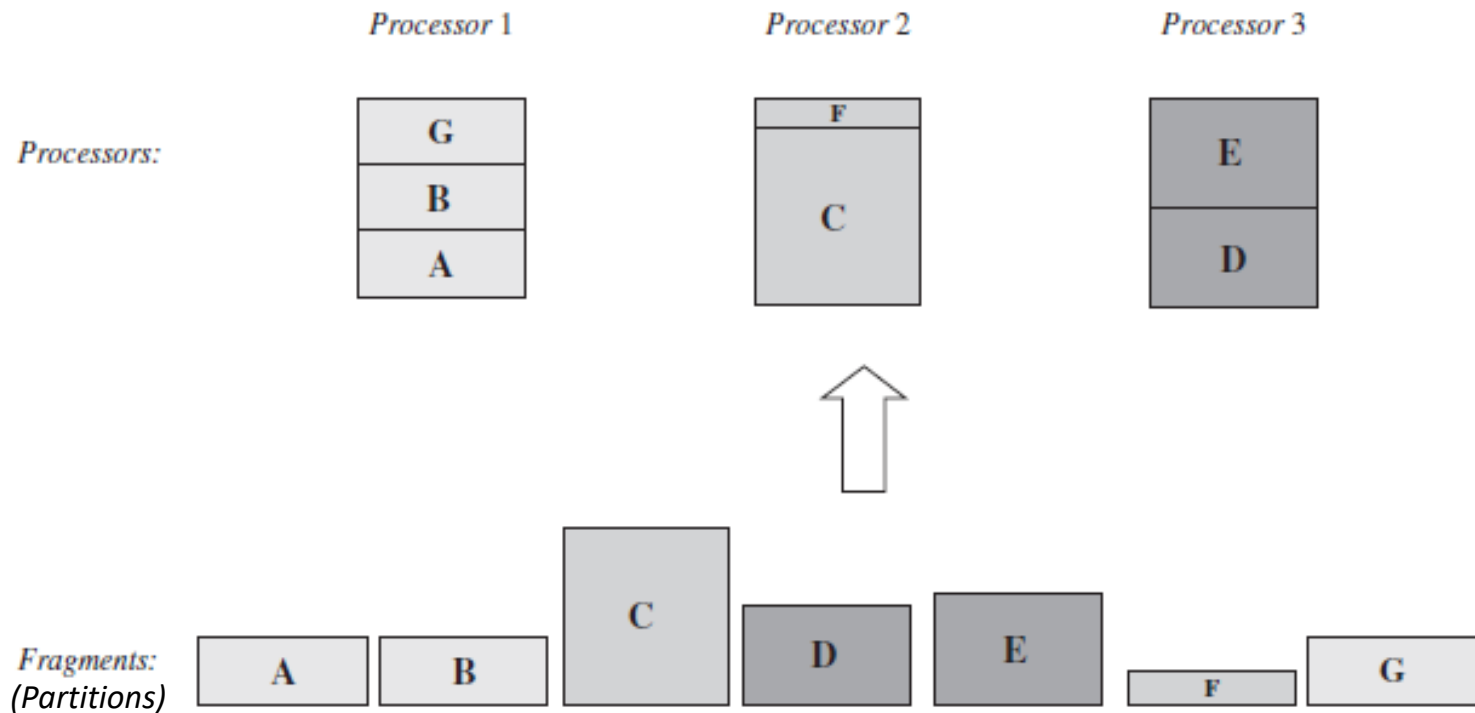 Processor 1
Processor 2
Processor 3
Processors:
G
B
A
F
C
E
D
Fragments:
(Partitions)
A
B
C
D
E
F
G